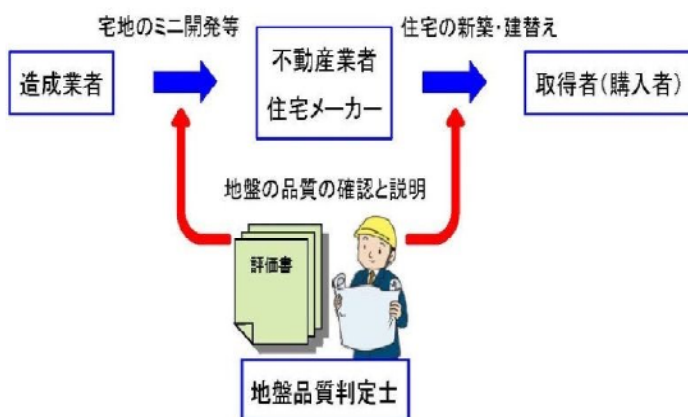 宅地のミニ開発等
住宅の新築・建替え
造成業者
不動産業者
住宅メーカー
取得者(購入者)
地盤の品質の確認と説明
評価書
地盤品質判定士